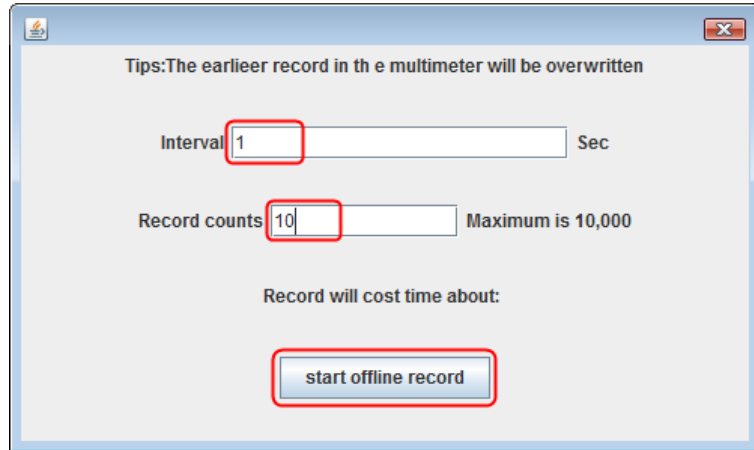 Tips:The earlieer record in th e multimeter will be overwritten
Interval 1 Sec
Record counts 10 Maximum is 10,000
Record will cost time about:
start offline record